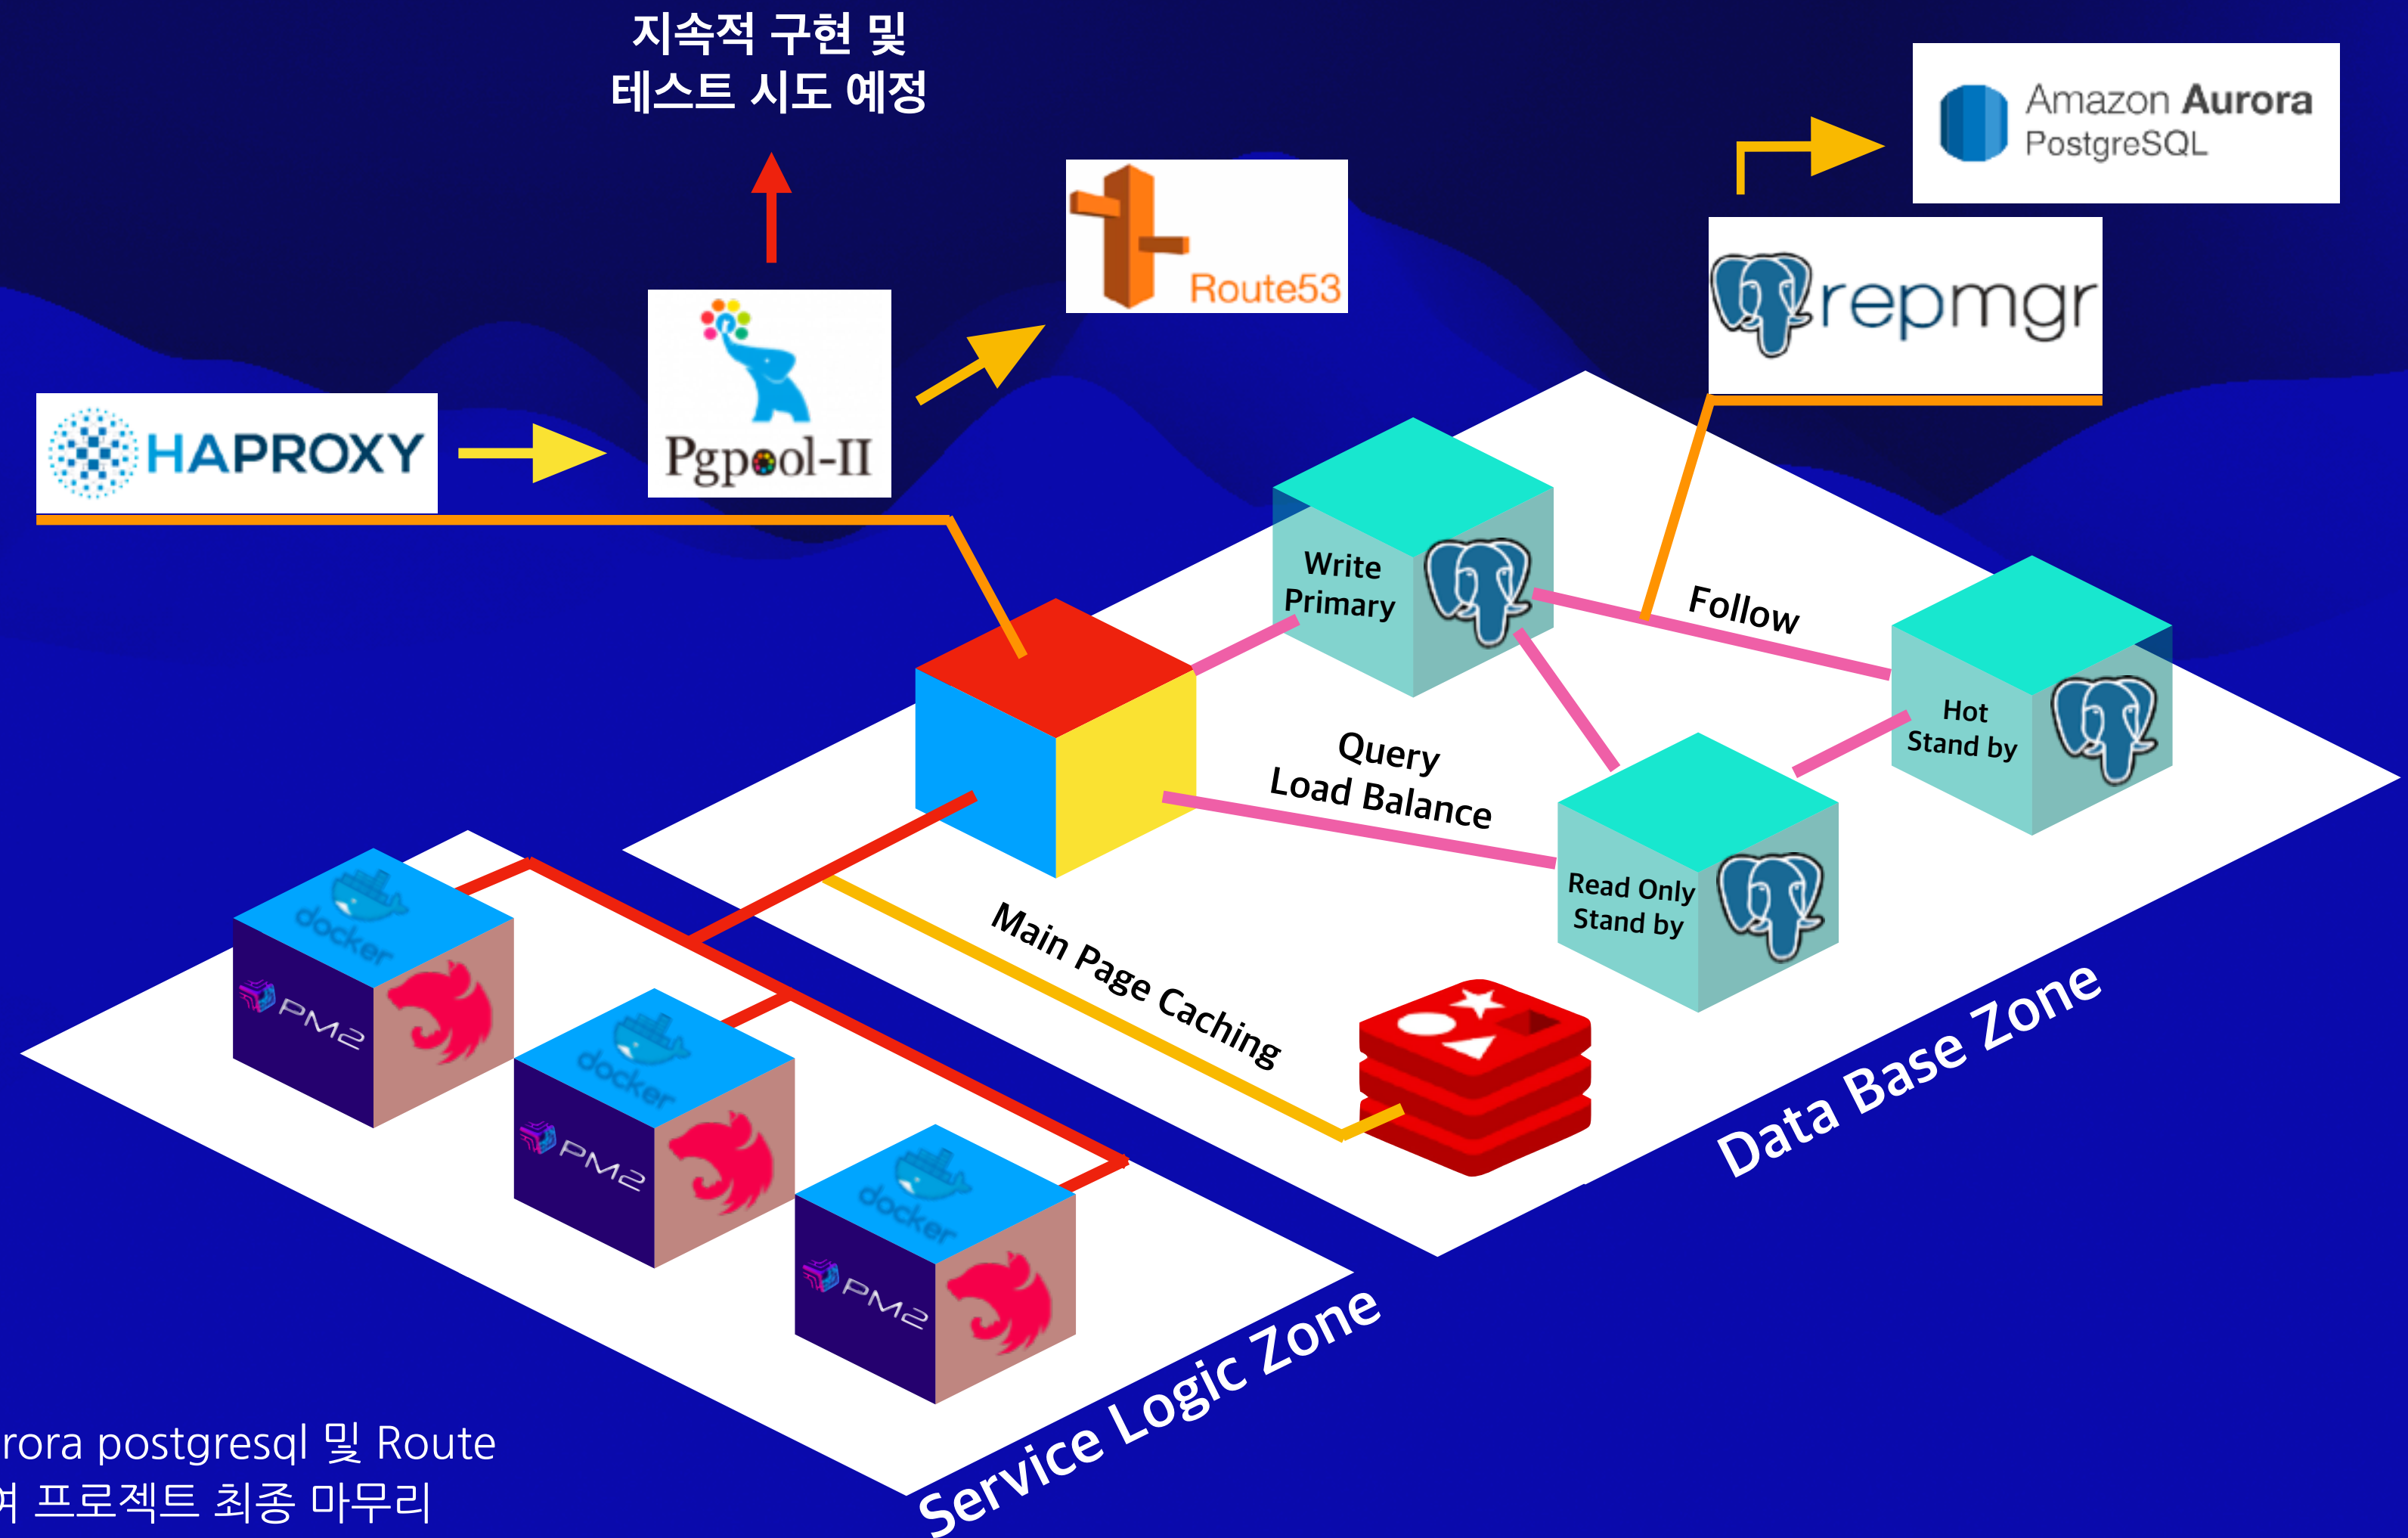 지속적 구현 및
테스트 시도 예정
Amazon Aurora
PostgreSQL
Route53
repmgr
HAPROXY
Pgpool-II
Write
Primary
Follow
Hot
Stand by
Query
Load Balance
Read Only
Stand by
Main Page Caching
docker
PM2
docker
PM2
docker
PM2
Data Base Zone
Service Logic Zone
rora postgresql 및 Route
여 프로젝트 최종 마무리